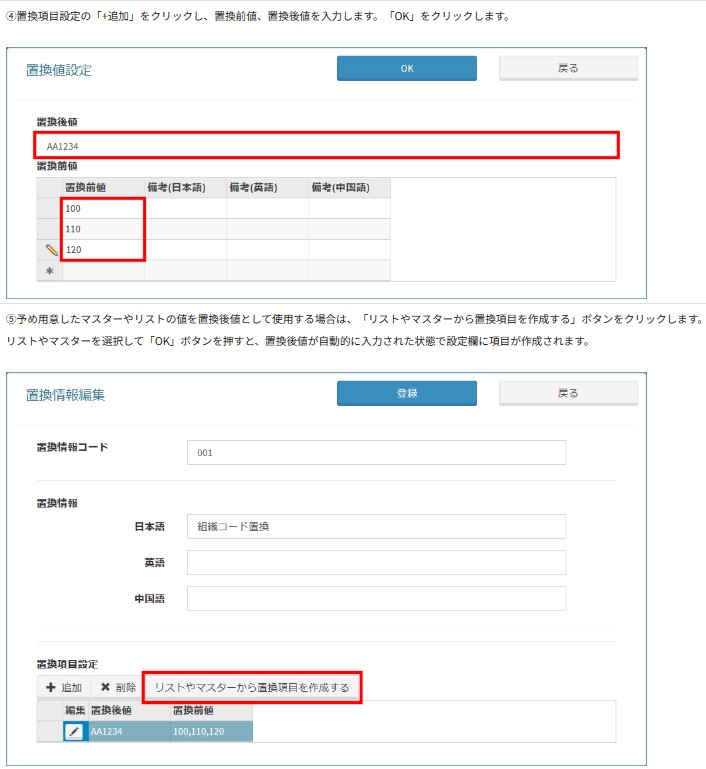 ④置換項目設定の「+追加」をクリックし、置換前値、置換後値を入力します。「OK」をクリックします。
置換値設定
OK
戻る
置換後値
AA1234
置換前値
置換前値 備考(日本語) 備考(英語) 備考(中国語)
100
110
120
⑤予め用意したマスターやリストの値を置換後値として使用する場合は、「リストやマスターから置換項目を作成する」ボタンをクリックします。
リストやマスターを選択して「OK」ボタンを押すと、置換後値が自動的に入力された状態で設定欄に項目が作成されます。
置換情報編集
登録
戻る
置換情報コード
001
置換情報
日本語
組織コード置換
英語
中国語
置換項目設定
追加 削除 リストやマスターから置換項目を作成する
編集 置換後値 置換前値
AA1234 100,110,120